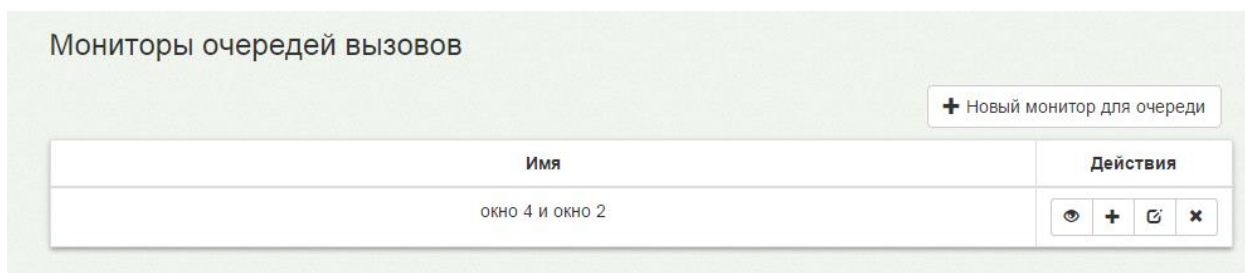 Мониторы очередей вызовов
Новый монитор для очереди
Имя Действия
окно 4 и окно 2